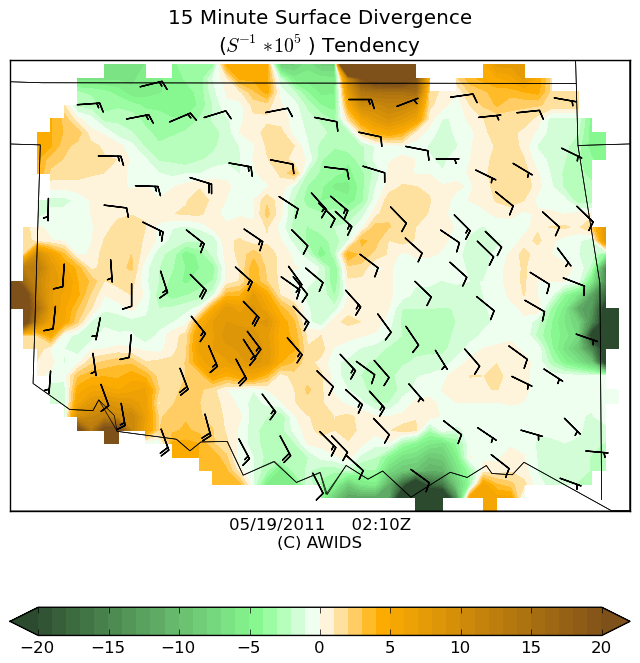 15 Minute Surface Divergence
(S⁻¹ * 10⁵ ) Tendency
05/19/2011 02:10Z
(C) AWIDS
−20 −15 −10 −5 0 5 10 15 20